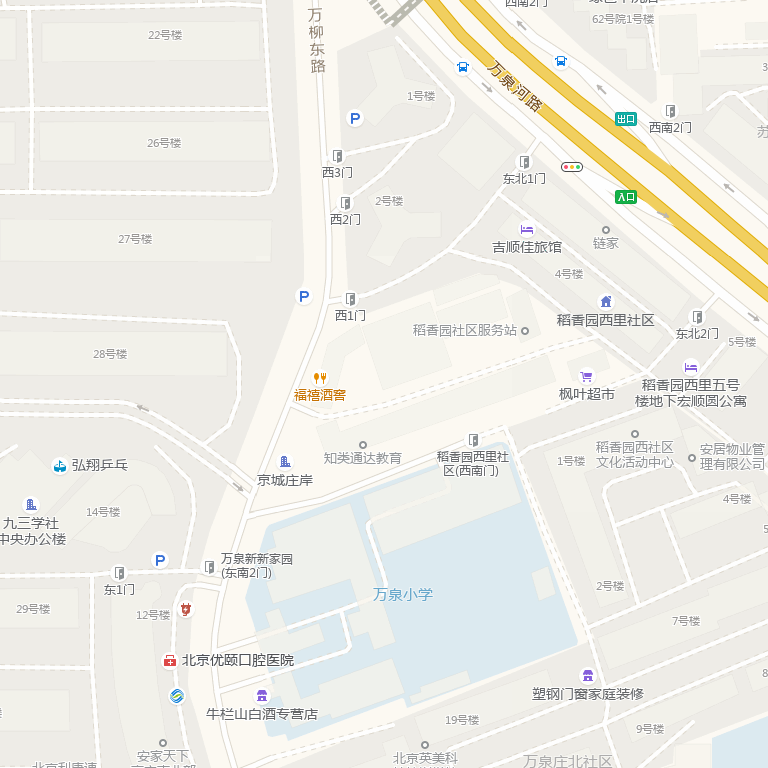 西南2门
62号院1号楼
22号楼
万柳东路
万泉河路
1号楼
P
出口
西南2门
26号楼
西3门
东北1门
入口
2号楼
西2门
27号楼
吉顺佳旅馆
链家
4号楼
P
西1门
稻香园西里社区
稻香园社区服务站
东北2门
5号楼
28号楼
福禧酒窖
枫叶超市
稻香园西里五号
楼地下宏顺圆公寓
知类通达教育
稻香园西里社
区(西南门)
稻香园西社区
文化活动中心
安居物业管
理有限公司
1号楼
弘翔乒乓
京城庄岸
4号楼
九三学社
中央办公楼
14号楼
P
万泉新新家园
(东南2门)
东1门
万泉小学
2号楼
29号楼
12号楼
7号楼
北京优颐口腔医院
塑钢门窗家庭装修
牛栏山白酒专营店
19号楼
9号楼
安家天下
北京英美科
万泉庄北社区